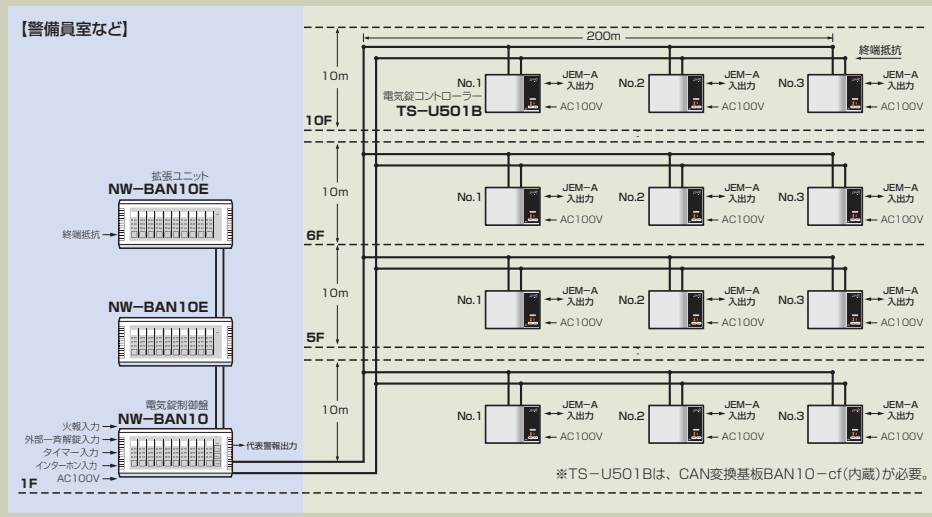 【警備員室など】
拡張ユニット
NW-BAN10E
終端抵抗
NW-BAN10E
電気錠制御盤
NW-BAN10
火報入力
外部一斉解錠入力
タイマー入力
インターホン入力
AC100V
代表警報出力
1F
200m
終端抵抗
10m
No.1
電気錠コントローラー
TS-U501B
JEM-A
入出力
AC100V
No.2
JEM-A
入出力
AC100V
No.3
JEM-A
入出力
AC100V
10F
10m
No.1
JEM-A
入出力
AC100V
No.2
JEM-A
入出力
AC100V
No.3
JEM-A
入出力
AC100V
6F
10m
No.1
JEM-A
入出力
AC100V
No.2
JEM-A
入出力
AC100V
No.3
JEM-A
入出力
AC100V
5F
10m
No.1
JEM-A
入出力
AC100V
No.2
JEM-A
入出力
AC100V
No.3
JEM-A
入出力
AC100V
※TS-U501Bは、CAN変換基板BAN10-cf(内蔵)が必要。